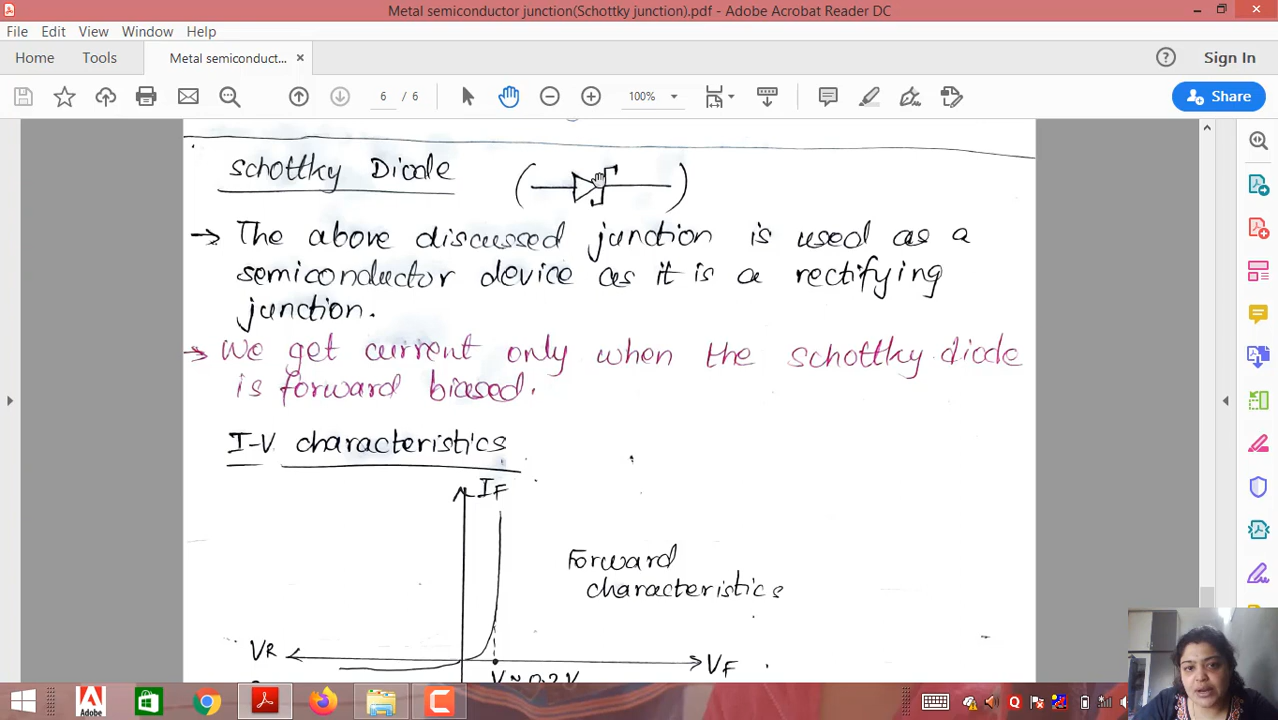 Metal semiconductor junction(Schottky junction).pdf - Adobe Acrobat Reader DC
File Edit View Window Help
Home Tools Metal semiconduct... Sign In
6 / 6 100% Share
Schottky Diode
→ The above discussed junction is used as a
semiconductor device as it is a rectifying
junction.
→ We get current only when the schottky diode
is forward biased.
I-V characteristics
IF
Forward
characteristics
VR
VF
V ≈ 0.2 V
Adobe